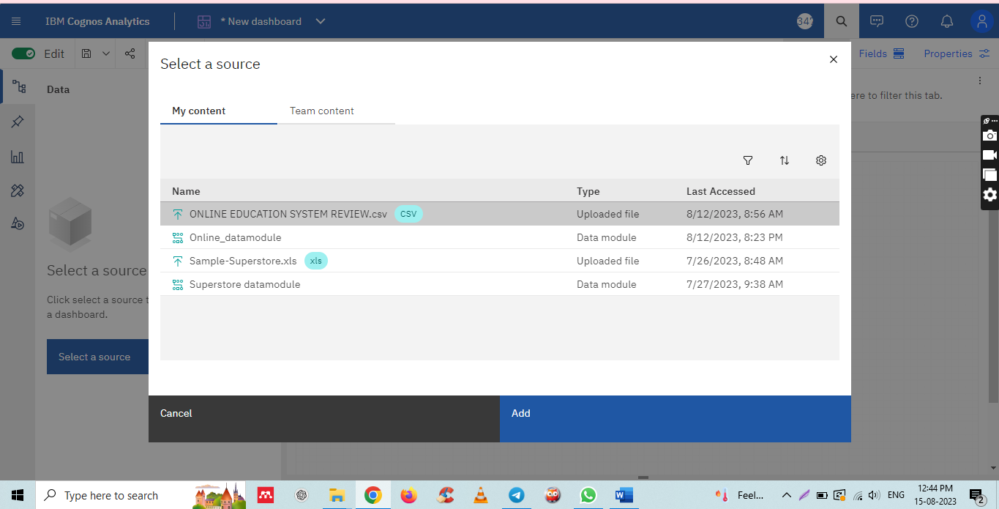 IBM Cognos Analytics
* New dashboard
347
Edit
Fields
Properties
Data
Select a source
My content
Team content
ere to filter this tab.
Name Type Last Accessed
ONLINE EDUCATION SYSTEM REVIEW.csv CSV Uploaded file 8/12/2023, 8:56 AM
Online_datamodule Data module 8/12/2023, 8:23 PM
Sample-Superstore.xls xls Uploaded file 7/26/2023, 8:48 AM
Superstore datamodule Data module 7/27/2023, 9:38 AM
Select a source
Click select a source t
a dashboard.
Select a source
Cancel
Add
Type here to search
Feel...
ENG
12:44 PM
15-08-2023
2